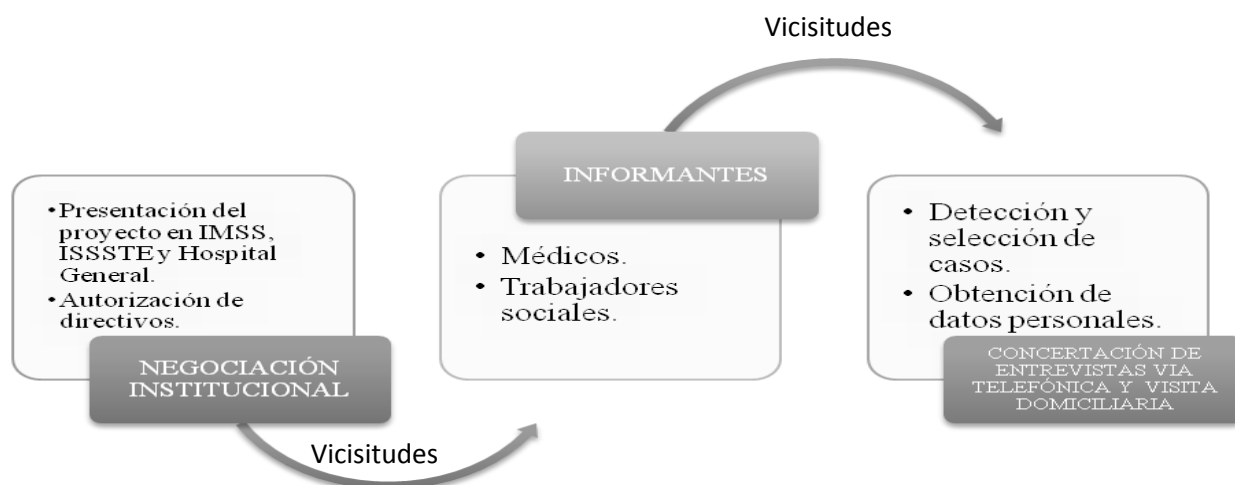 •Presentación del
proyecto en IMSS,
ISSSTE y Hospital
General.
•Autorización de
directivos.
NEGOCIACIÓN
INSTITUCIONAL
Vicisitudes
INFORMANTES
• Médicos.
• Trabajadores
sociales.
Vicisitudes
• Detección y
selección de
casos.
• Obtención de
datos personales.
CONCERTACIÓN DE
ENTREVISTAS VIA
TELEFÓNICA Y VISITA
DOMICILIARIA